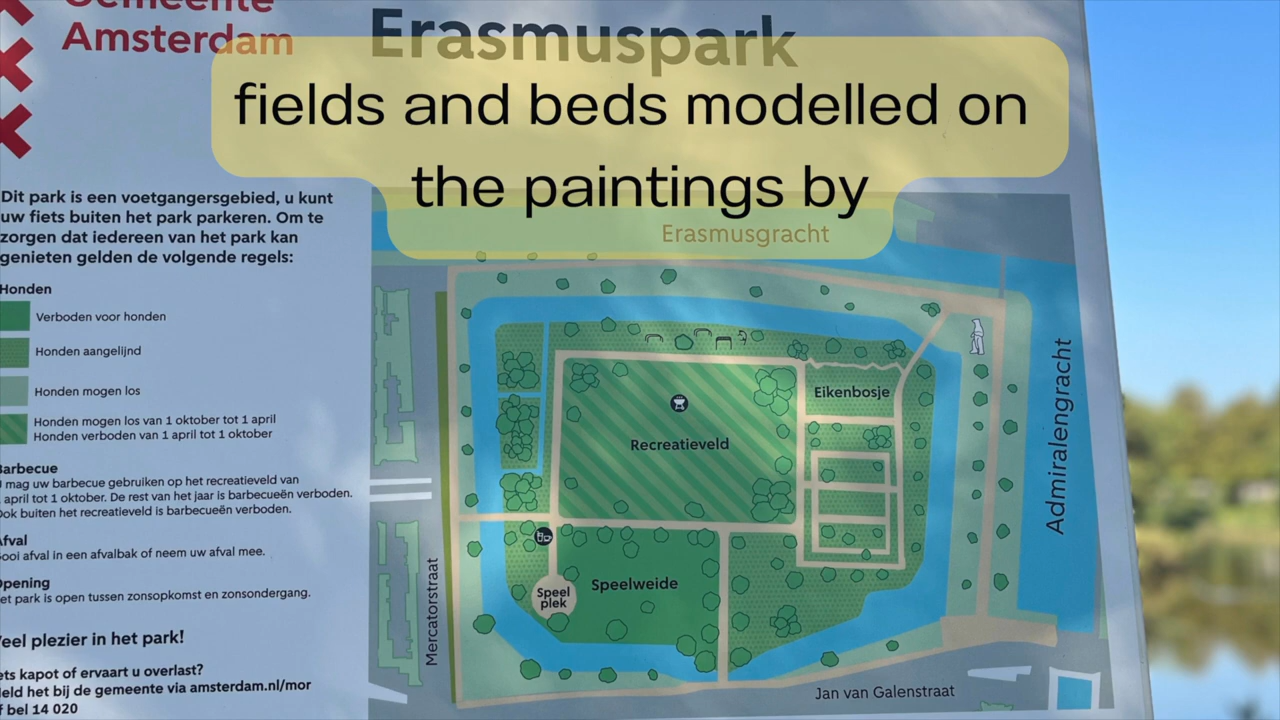 Gemeente
Amsterdam
Erasmuspark
fields and beds modelled on
the paintings by
Dit park is een voetgangersgebied, u kunt
uw fiets buiten het park parkeren. Om te
zorgen dat iedereen van het park kan
genieten gelden de volgende regels:
Honden
Verboden voor honden
Honden aangelijnd
Honden mogen los
Honden mogen los van 1 oktober tot 1 april
Honden verboden van 1 april tot 1 oktober
Barbecue
mag uw barbecue gebruiken op het recreatieveld van
april tot 1 oktober. De rest van het jaar is barbecueën verboden.
Ook buiten het recreatieveld is barbecueën verboden.
Afval
ooi afval in een afvalbak of neem uw afval mee.
Opening
et park is open tussen zonsopkomst en zonsondergang.
eel plezier in het park!
ets kapot of ervaart u overlast?
eld het bij de gemeente via amsterdam.nl/mor
f bel 14 020
Erasmusgracht
Eikenbosje
Recreatieveld
Speelweide
Speel
plek
Mercatorstraat
Admiralengracht
Jan van Galenstraat